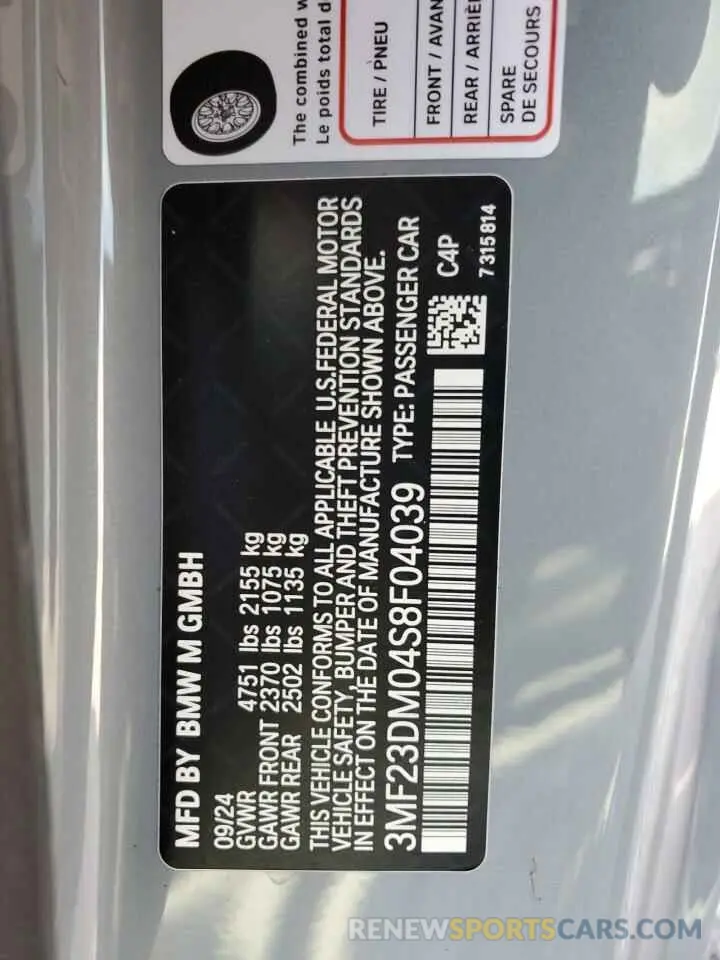 The combined w
Le poids total d
TIRE / PNEU
FRONT / AVAN
REAR / ARRIÈR
SPARE
DE SECOURS
MFD BY BMW M GMBH
09/24
GVWR 4751 lbs 2155 kg
GAWR FRONT 2370 lbs 1075 kg
GAWR REAR 2502 lbs 1135 kg
THIS VEHICLE CONFORMS TO ALL APPLICABLE U.S.FEDERAL MOTOR
VEHICLE SAFETY, BUMPER AND THEFT PREVENTION STANDARDS
IN EFFECT ON THE DATE OF MANUFACTURE SHOWN ABOVE.
3MF23DM04S8F04039 TYPE: PASSENGER CAR
C4P
7315814
RENEWSPORTSCARS.COM